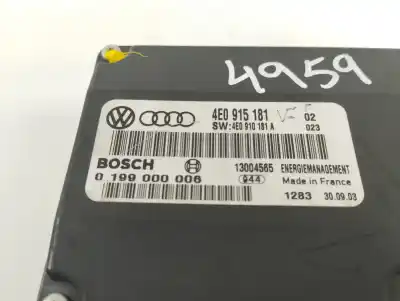 4959
4E0 915 181 02
SW:4E0 910 181 A 023
BOSCH 13004565 ENERGIEMANAGEMENT
0 199 000 006 944 Made in France
1283 30.09.03